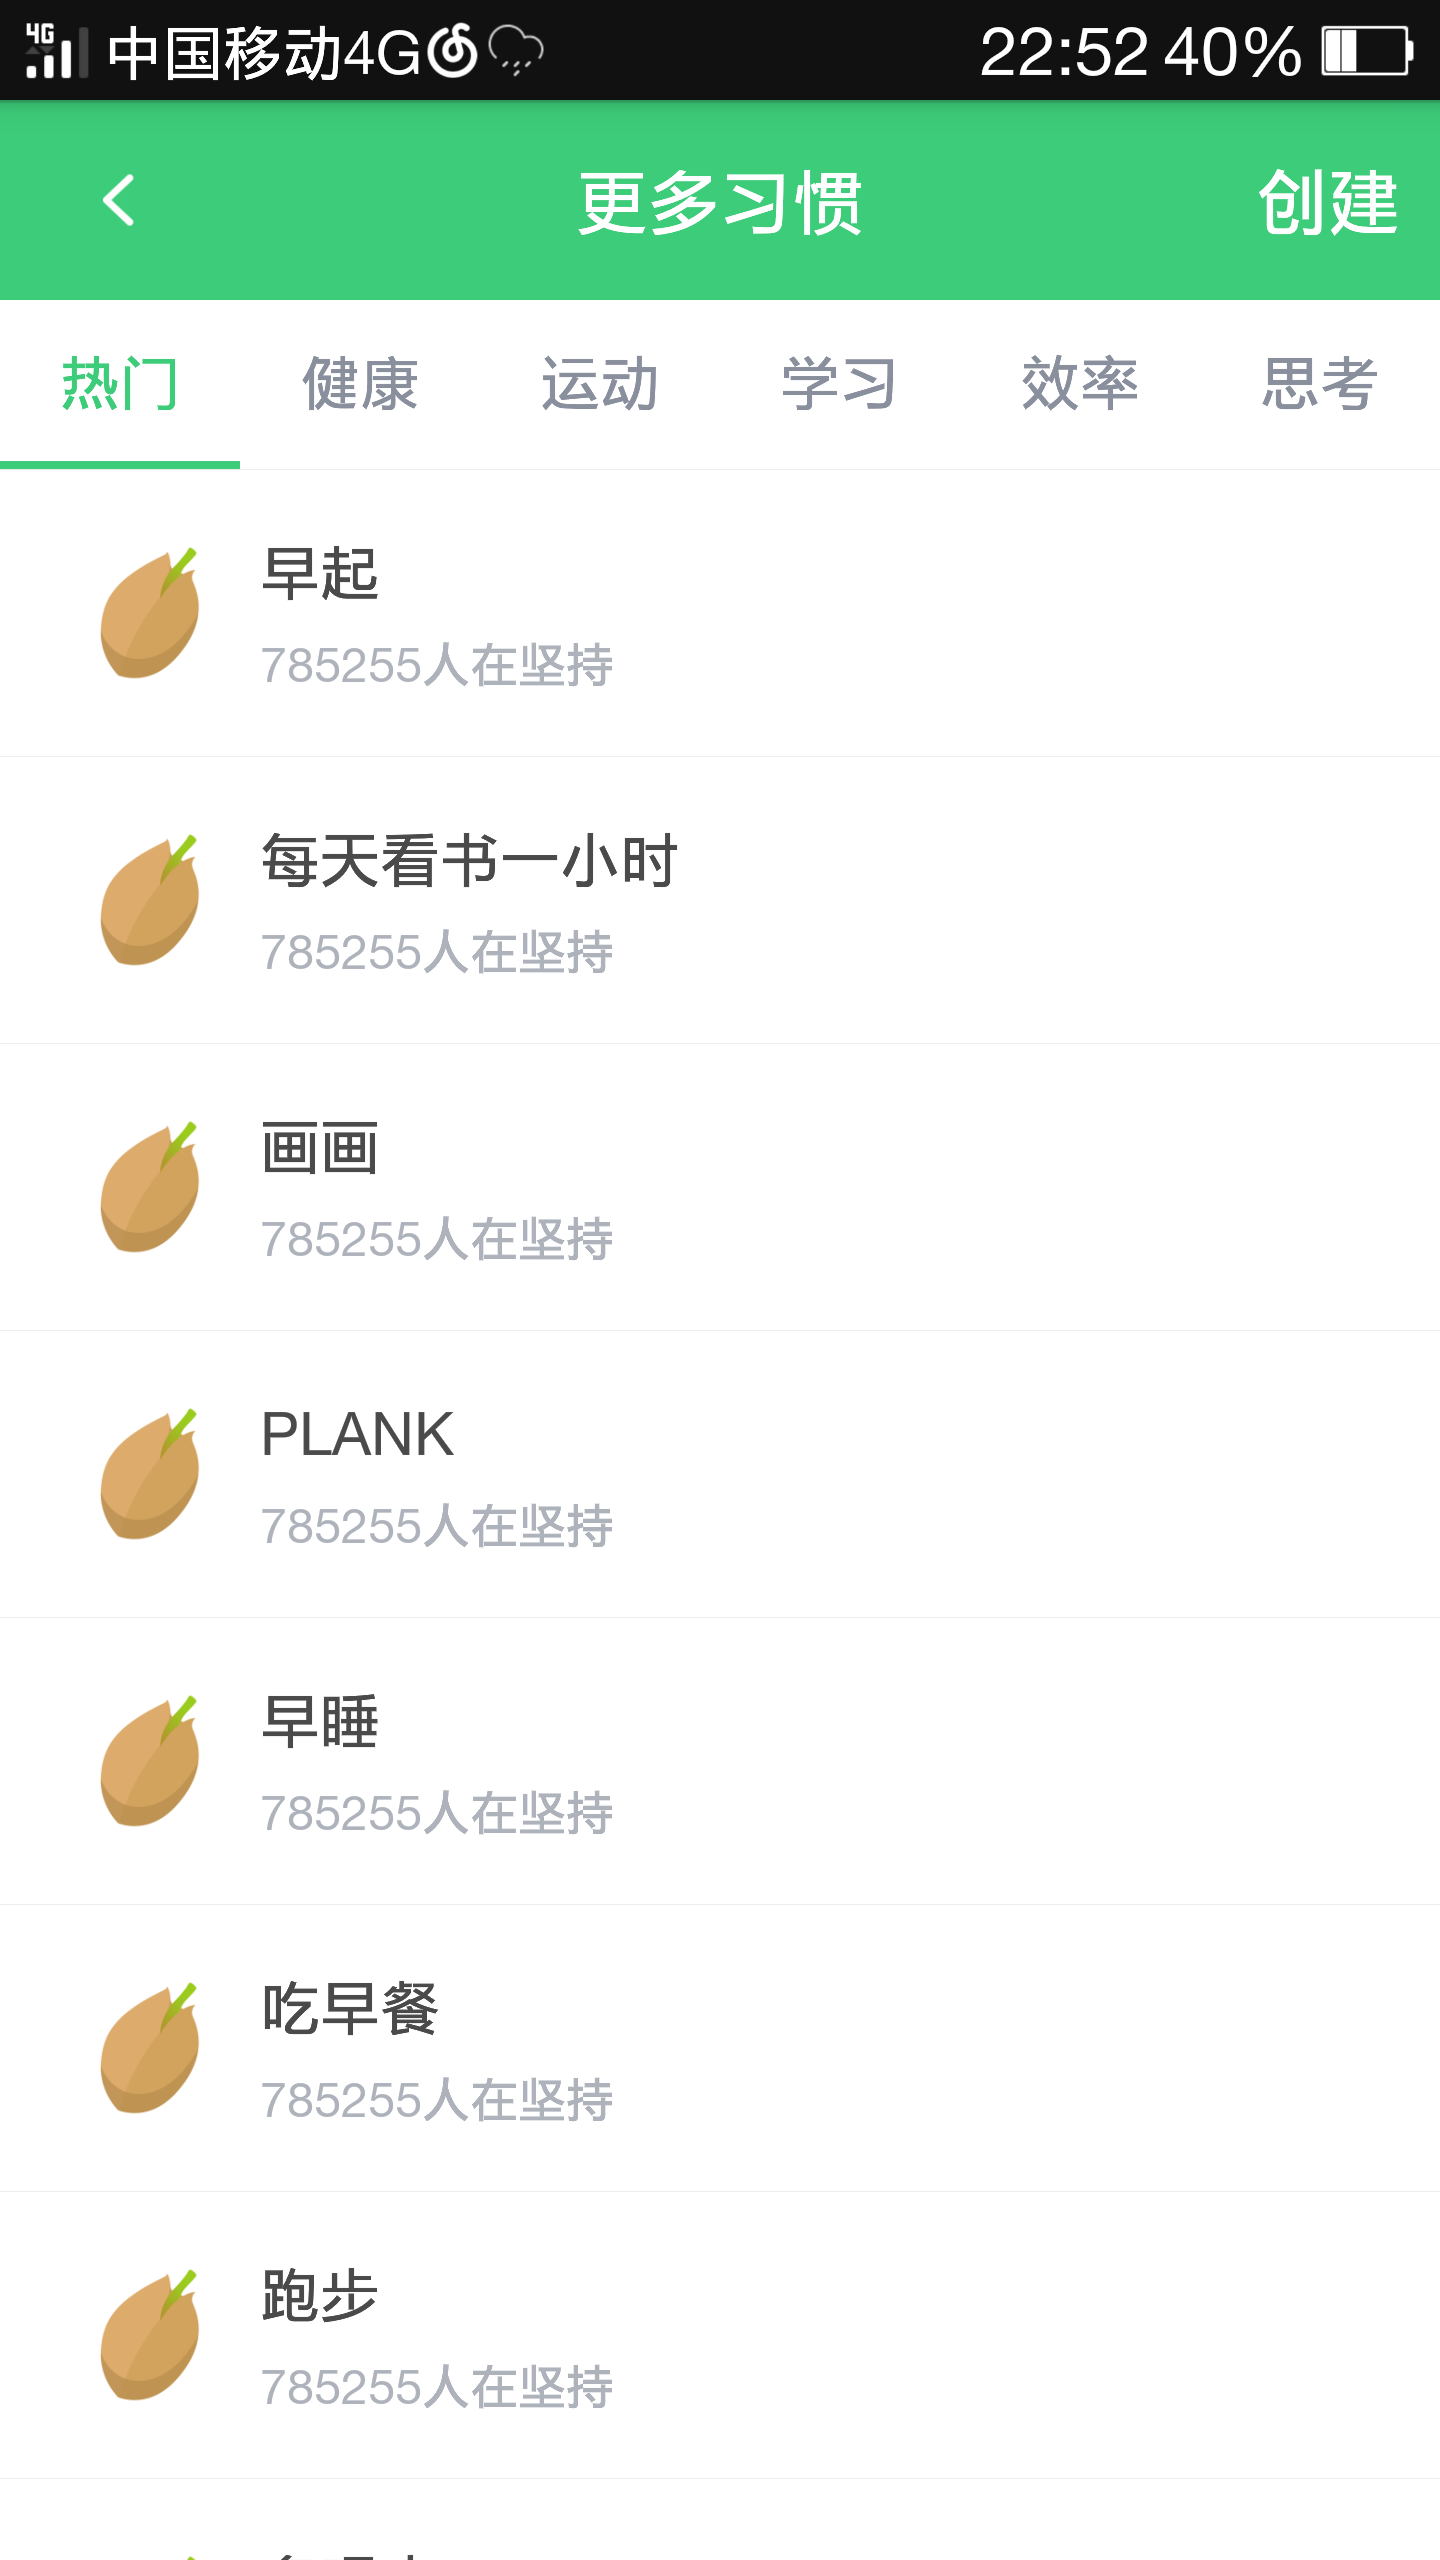 4G 中国移动4G 22:52 40%
更多习惯 创建
热门 健康 运动 学习 效率 思考
早起
785255人在坚持
每天看书一小时
785255人在坚持
画画
785255人在坚持
PLANK
785255人在坚持
早睡
785255人在坚持
吃早餐
785255人在坚持
跑步
785255人在坚持